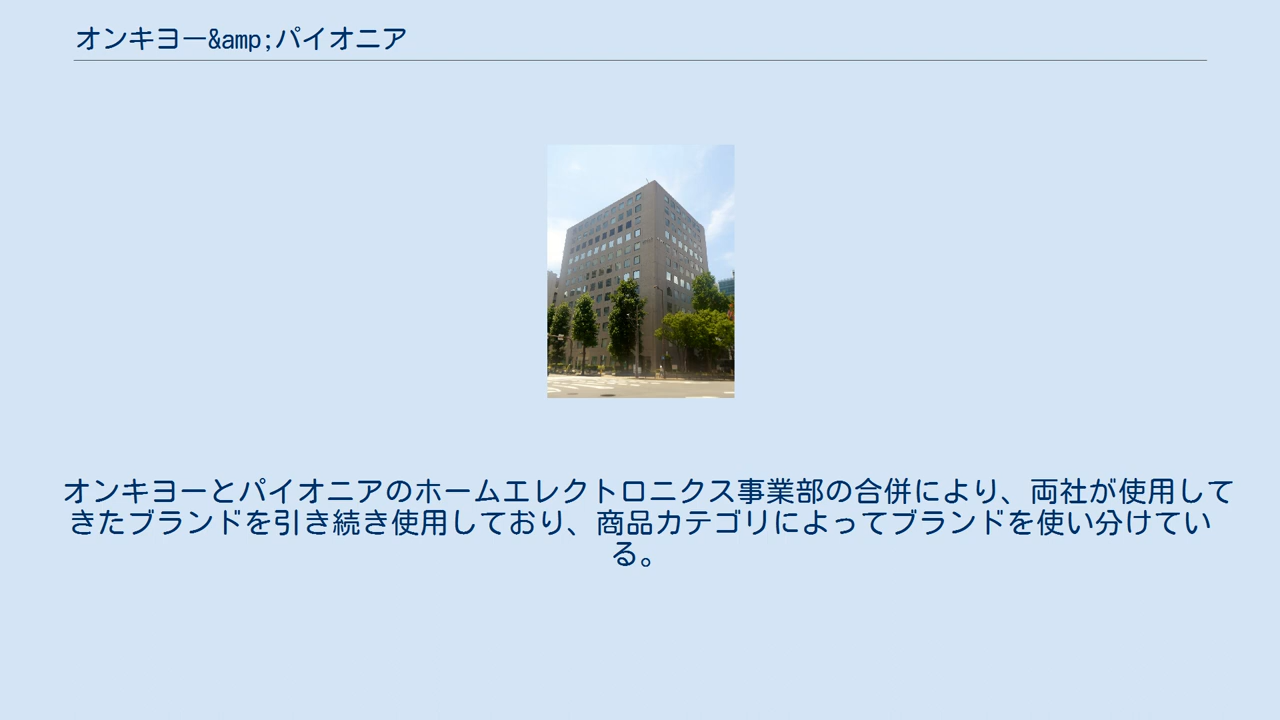 オンキヨー&amp;パイオニア
オンキヨーとパイオニアのホームエレクトロニクス事業部の合併により、両社が使用して
きたブランドを引き続き使用しており、商品カテゴリによってブランドを使い分けてい
る。